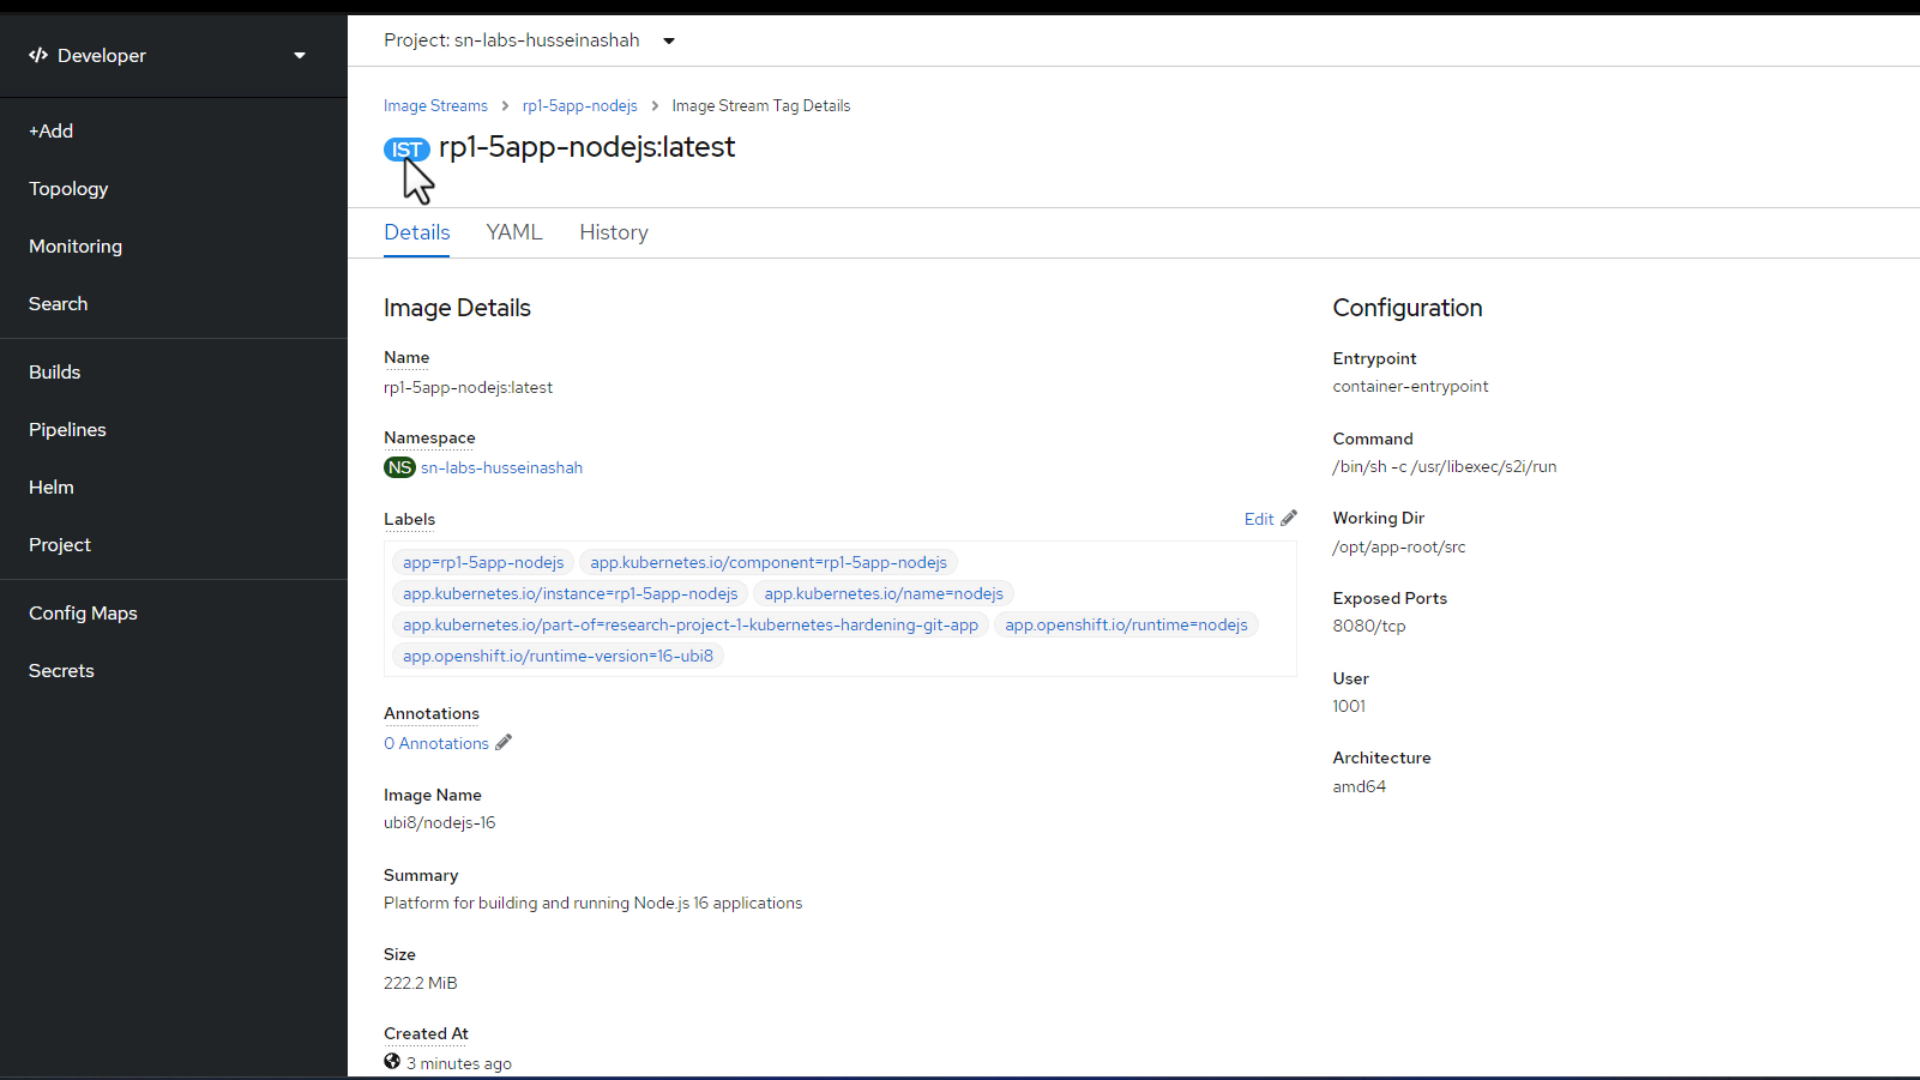 Developer
+Add
Topology
Monitoring
Search
Builds
Pipelines
Helm
Project
Config Maps
Secrets
Project: sn-labs-husseinashah
Image Streams > rp1-5app-nodejs > Image Stream Tag Details
IST rp1-5app-nodejs:latest
Details YAML History
Image Details
Name
rp1-5app-nodejs:latest
Namespace
NS sn-labs-husseinashah
Labels Edit
app=rp1-5app-nodejs app.kubernetes.io/component=rp1-5app-nodejs
app.kubernetes.io/instance=rp1-5app-nodejs app.kubernetes.io/name=nodejs
app.kubernetes.io/part-of=research-project-1-kubernetes-hardening-git-app app.openshift.io/runtime=nodejs
app.openshift.io/runtime-version=16-ubi8
Annotations
0 Annotations
Image Name
ubi8/nodejs-16
Summary
Platform for building and running Node.js 16 applications
Size
222.2 MiB
Created At
3 minutes ago
Configuration
Entrypoint
container-entrypoint
Command
/bin/sh -c /usr/libexec/s2i/run
Working Dir
/opt/app-root/src
Exposed Ports
8080/tcp
User
1001
Architecture
amd64